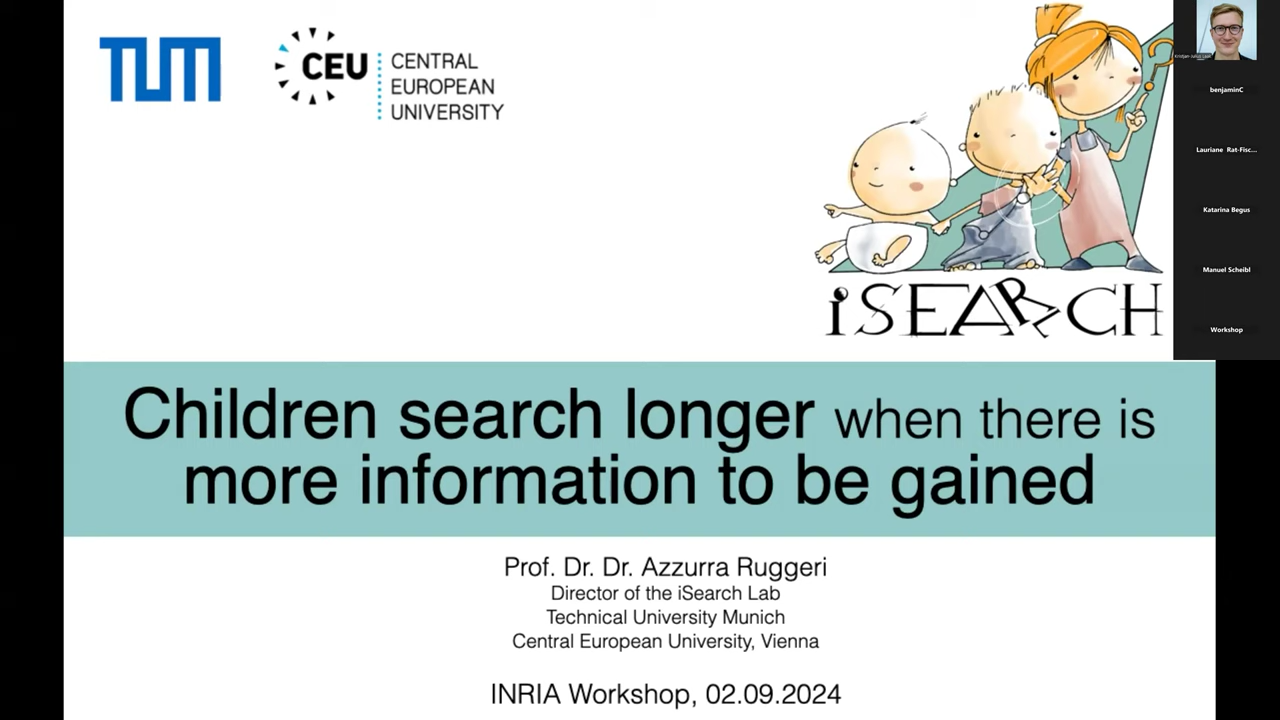 TUM
CEU
CENTRAL
EUROPEAN
UNIVERSITY
iSEARCH
Children search longer when there is
more information to be gained
Prof. Dr. Dr. Azzurra Ruggeri
Director of the iSearch Lab
Technical University Munich
Central European University, Vienna
INRIA Workshop, 02.09.2024
benjaminC
Lauriane Rat-Fisc...
Katarina Begus
Manuel Scheibl
Workshop